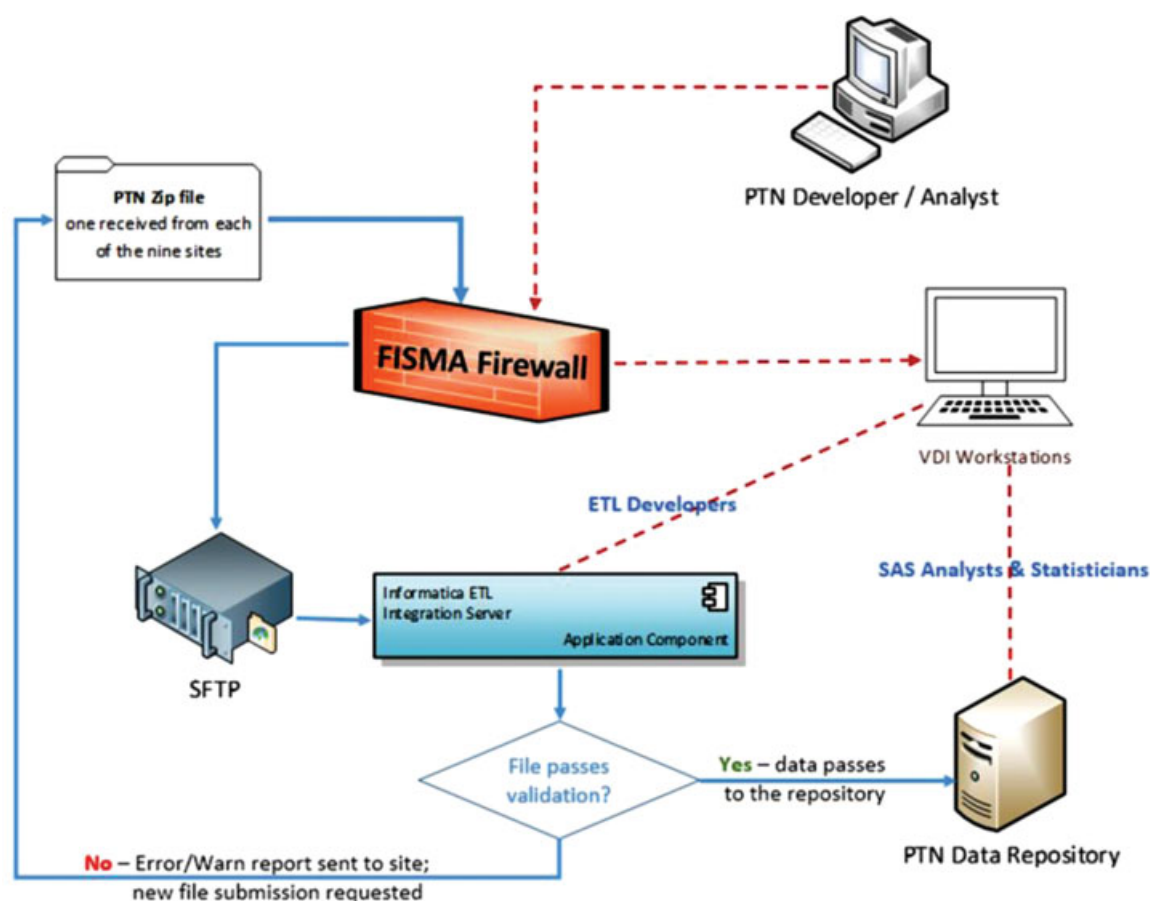 PTN Developer / Analyst
PTN Zip file
one received from each
of the nine sites
FISMA Firewall
VDI Workstations
ETL Developers
SAS Analysts & Statisticians
Informatica ETL
Integration Server
Application Component
SFTP
File passes
validation?
Yes – data passes
to the repository
PTN Data Repository
No – Error/Warn report sent to site;
new file submission requested